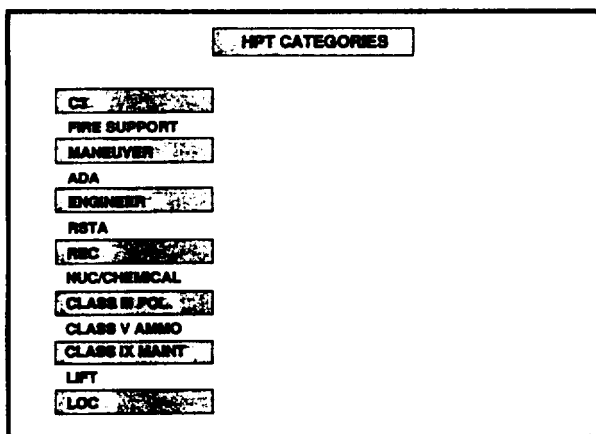 HPT CATEGORIES
C3
FIRE SUPPORT
MANEUVER
ADA
ENGINEER
RSTA
REC
NUC/CHEMICAL
CLASS III POL
CLASS V AMMO
CLASS IX MAINT
LIFT
LOC